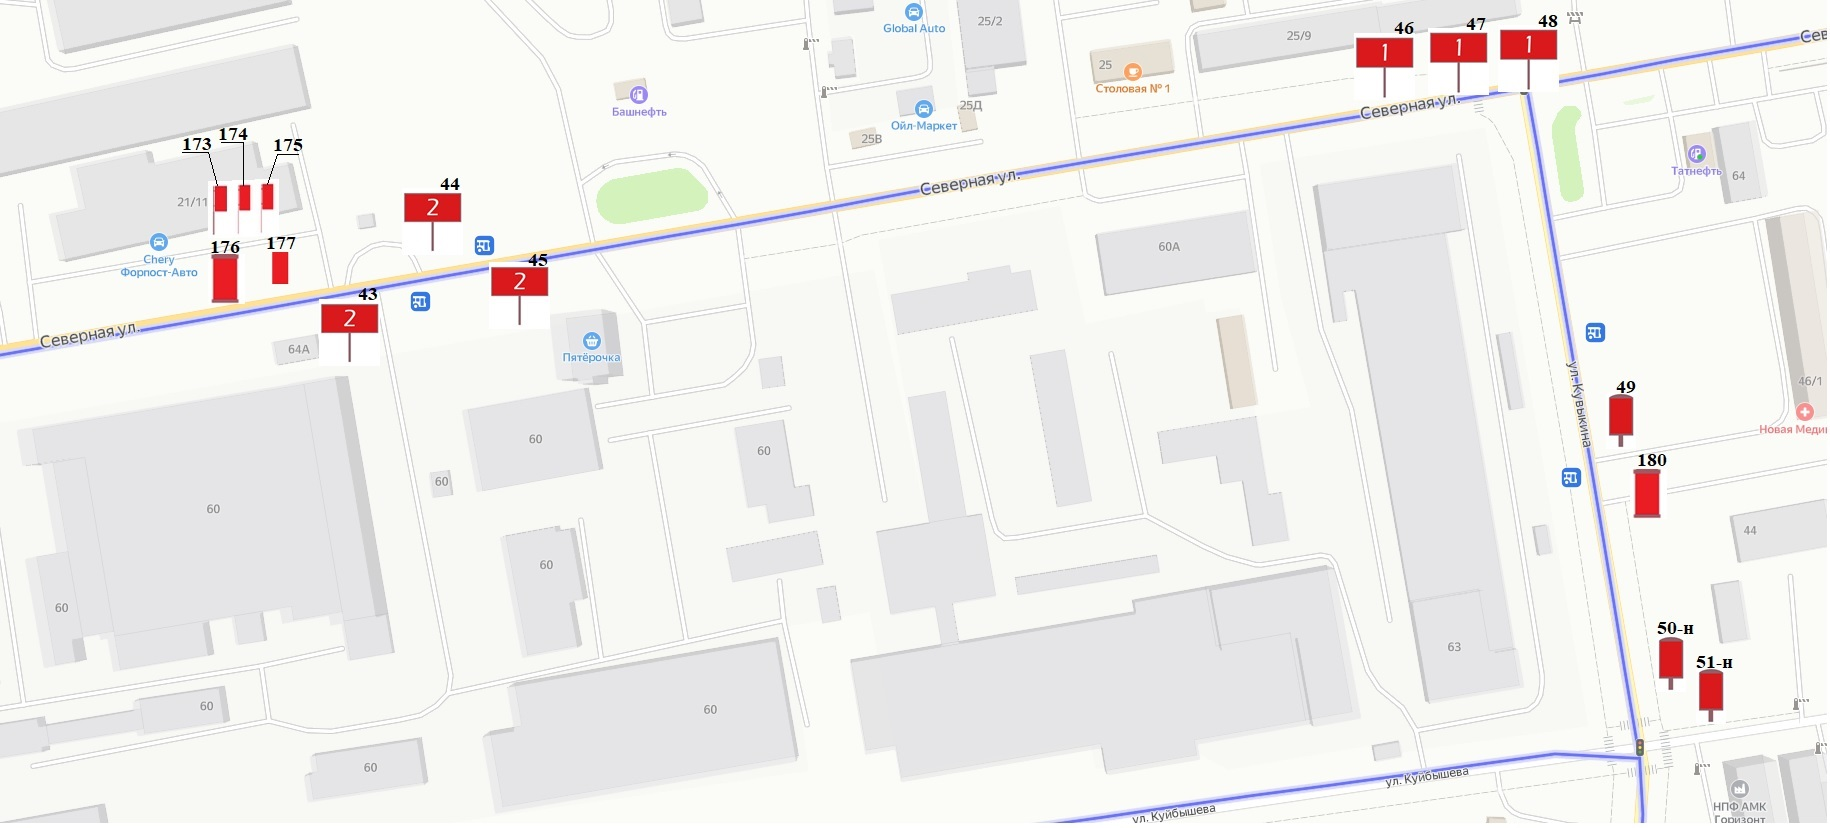 Global Auto
25/2
25/9
46
47
48
1
1
1
Сев
25
Столовая № 1
Башнефть
25Д
Ойл-Маркет
25В
Северная ул.
173
174
175
Татнефть
64
21/11
44
2
Северная ул.
176
177
Chery
Форпост-Авто
60А
45
2
43
2
Северная ул.
64А
Пятёрочка
ул. Кувыкина
49
46/1
Новая Меди
60
60
60
180
60
44
60
60
50-н
63
51-н
60
60
60
ул. Куйбышева
ул. Куйбышева
НПФ АМК
Горизонт